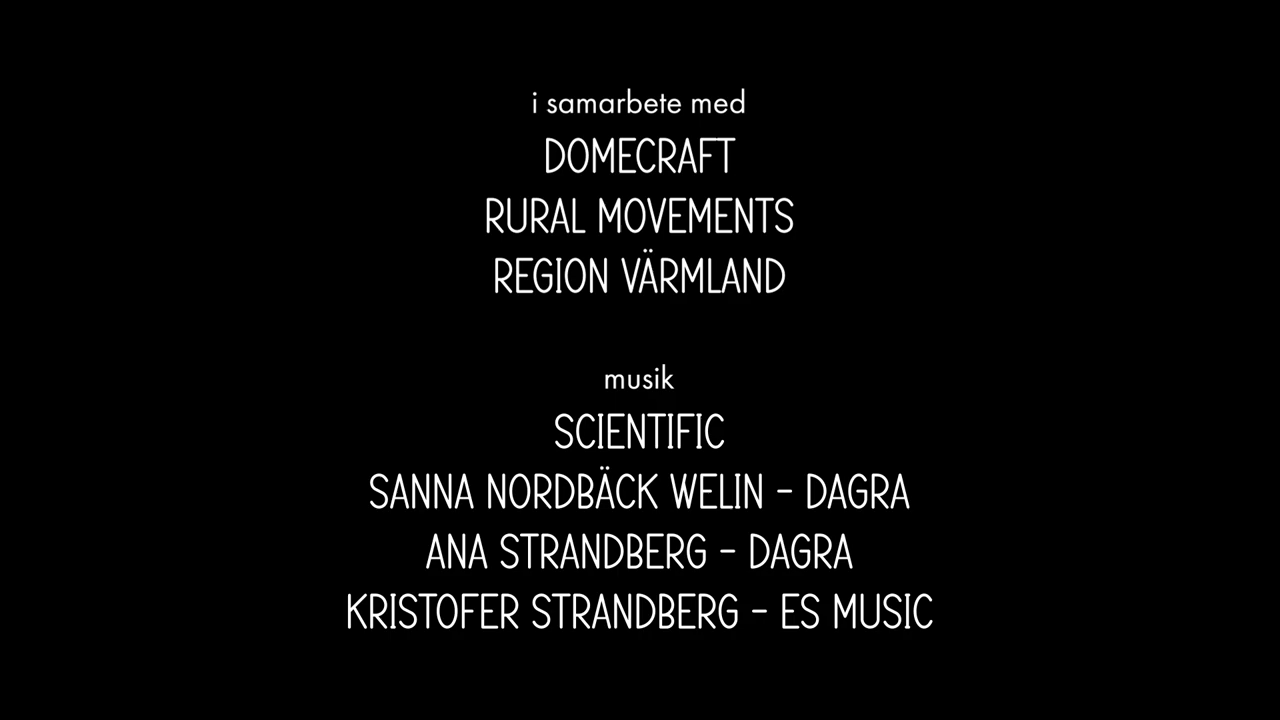 i samarbete med
DOMECRAFT
RURAL MOVEMENTS
REGION VÄRMLAND
musik
SCIENTIFIC
SANNA NORDBÄCK WELIN - DAGRA
ANA STRANDBERG - DAGRA
KRISTOFER STRANDBERG - ES MUSIC